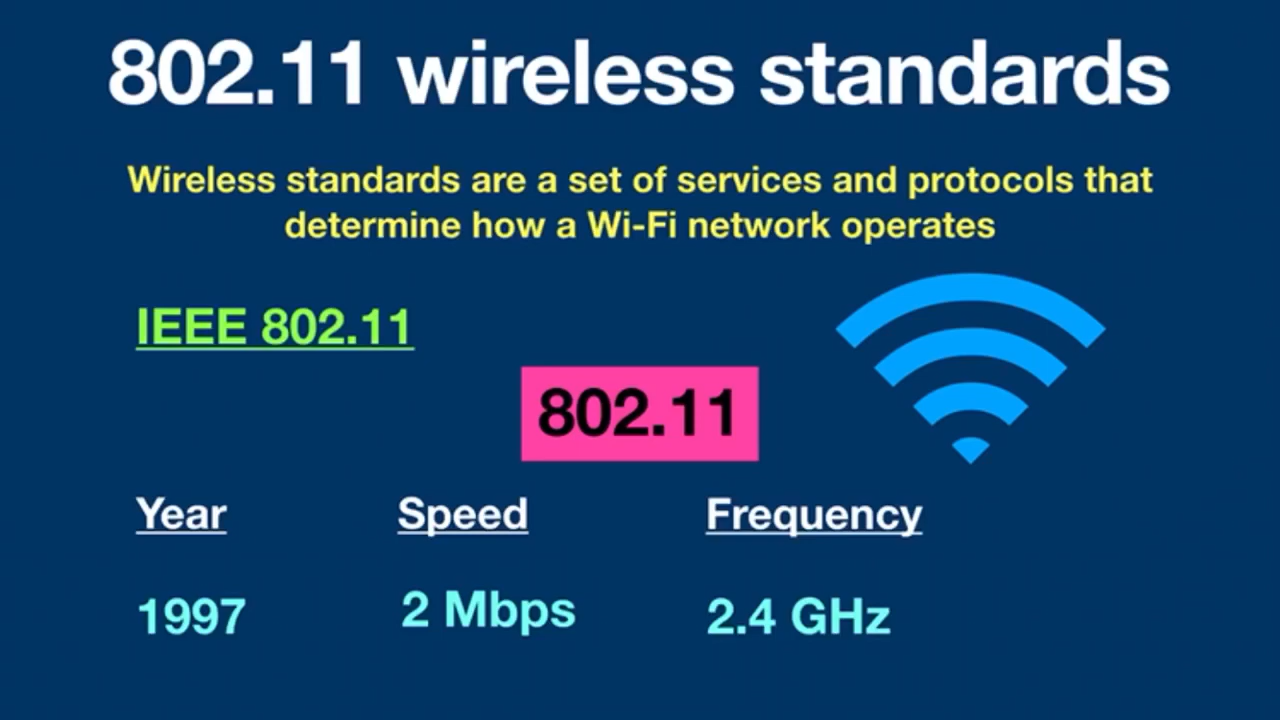 802.11 wireless standards
Wireless standards are a set of services and protocols that
determine how a Wi-Fi network operates
IEEE 802.11
802.11
Year Speed Frequency
1997 2 Mbps 2.4 GHz